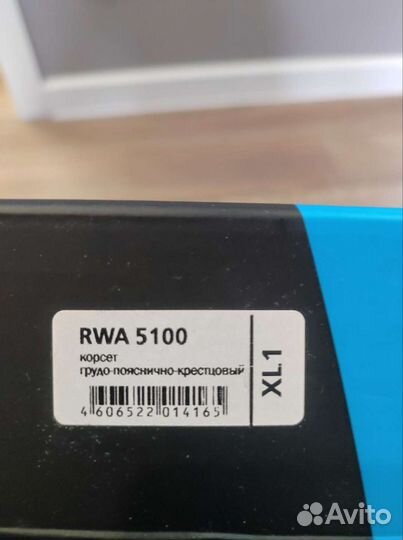 RWA 5100
корсет
грудо-пояснично-крестцовый
XL1
4 606522 014165
Avito